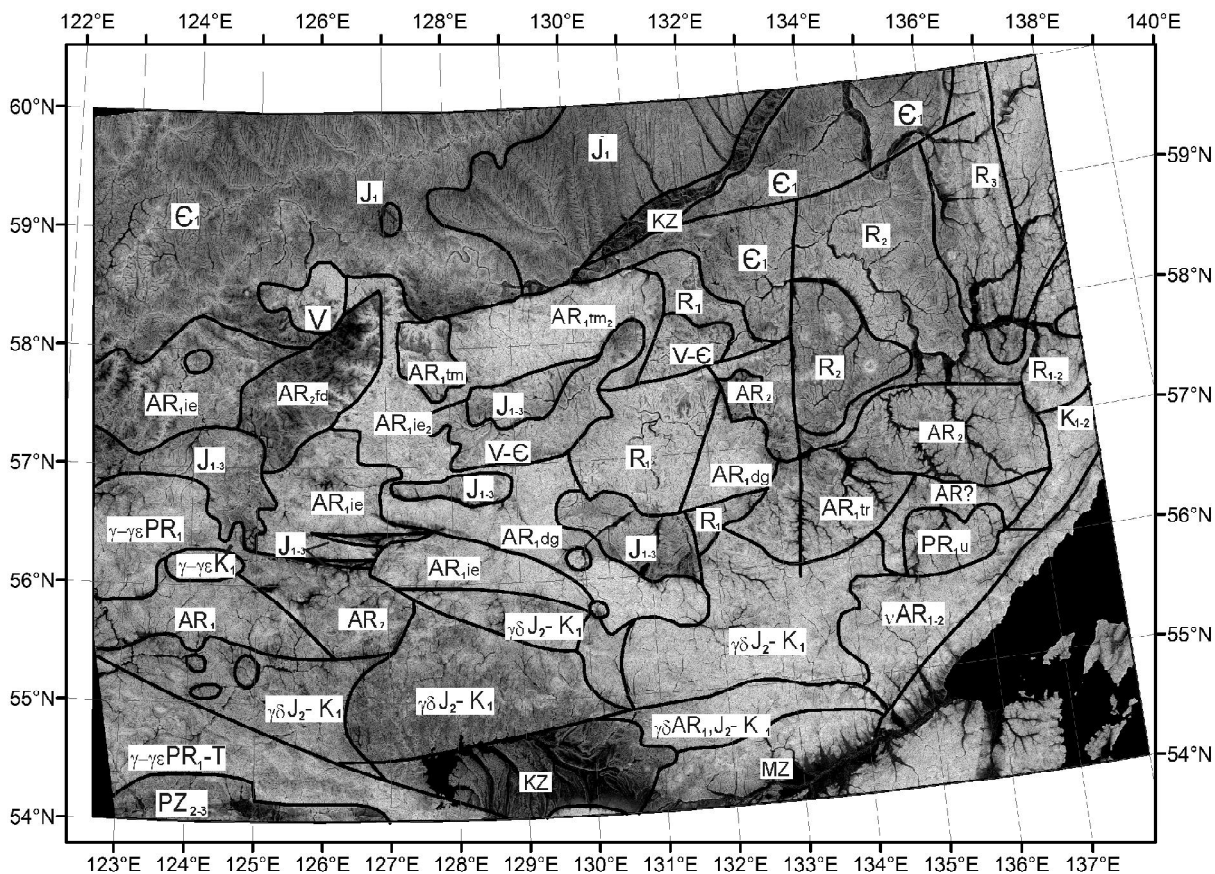 122°E 124°E 126°E 128°E 130°E 132°E 134°E 136°E 138°E 140°E
60°N
59°N
58°N
57°N
56°N
55°N
54°N
59°N
58°N
57°N
56°N
55°N
54°N
Є₁
J₁
J₁
KZ
Є₁
Є₁
Є₁
R₃
R₂
V
R₁
AR₁tm₂
V-Є
AR₁tm
R₂
R₁₋₂
AR₁ie
AR₂fd
AR₂
K₁₋₂
AR₁ie₂
J₁₋₃
AR₂
V-Є
J₁₋₃
R₁
AR₁dg
J₁₋₃
AR?
AR₁ie
AR₁tr
γ–γεPR₁
R₁
AR₁dg
PR₁u
J₁₋₃
J₁₋₃
γ–γεK₁
AR₁ie
νAR₁₋₂
AR₁
AR₂
γδJ₂- K₁
γδJ₂- K₁
γδJ₂- K₁
γδJ₂- K₁
γδAR₁,J₂- K₁
γ–γεPR₁-T
MZ
KZ
PZ₂₋₃
123°E 124°E 125°E 126°E 127°E 128°E 129°E 130°E 131°E 132°E 133°E 134°E 135°E 136°E 137°E